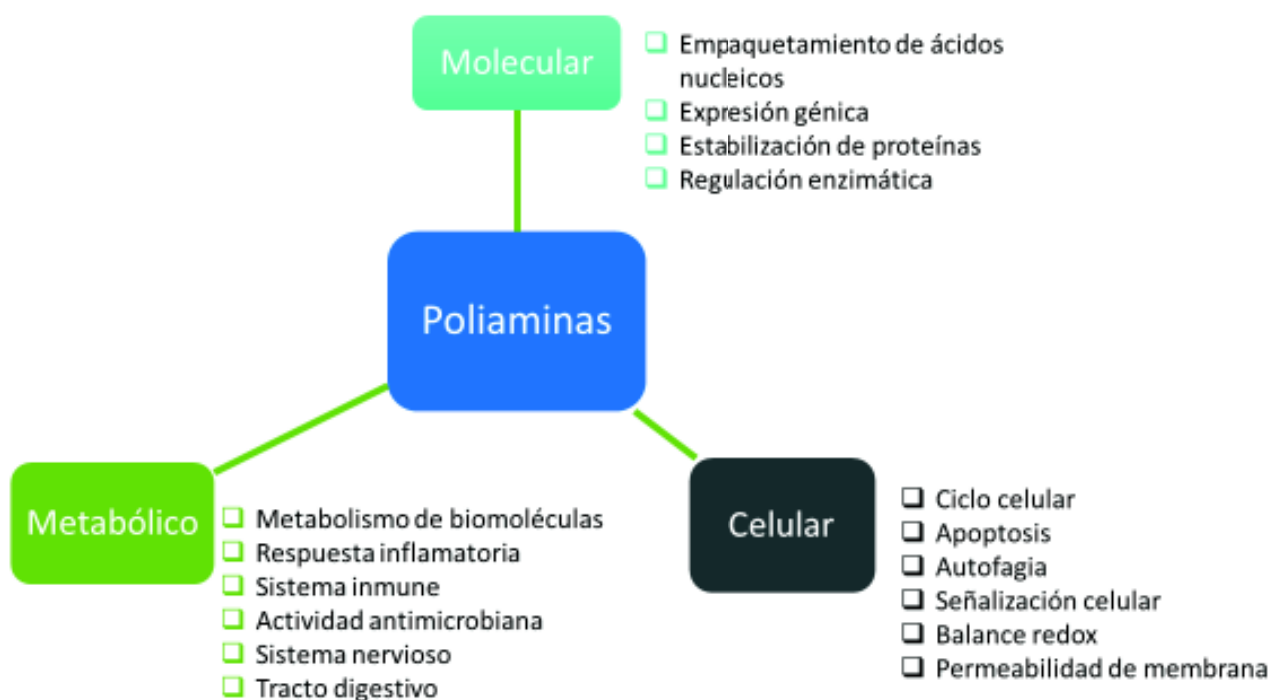 Molecular
Empaquetamiento de ácidos
nucleicos
Expresión génica
Estabilización de proteínas
Regulación enzimática
Poliaminas
Metabólico
Metabolismo de biomoléculas
Respuesta inflamatoria
Sistema inmune
Actividad antimicrobiana
Sistema nervioso
Tracto digestivo
Celular
Ciclo celular
Apoptosis
Autofagia
Señalización celular
Balance redox
Permeabilidad de membrana